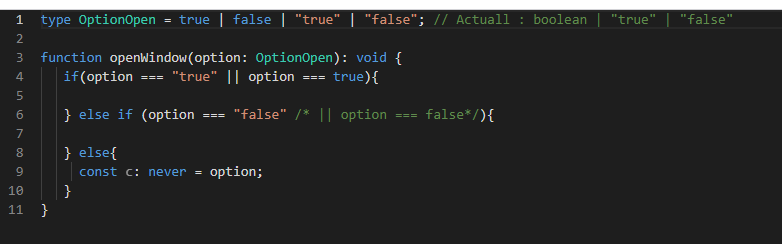 1 type OptionOpen = true | false | "true" | "false"; // Actuall : boolean | "true" | "false"
2
3 function openWindow(option: OptionOpen): void {
4 if(option === "true" || option === true){
5
6 } else if (option === "false" /* || option === false*/){
7
8 } else{
9 const c: never = option;
10 }
11 }